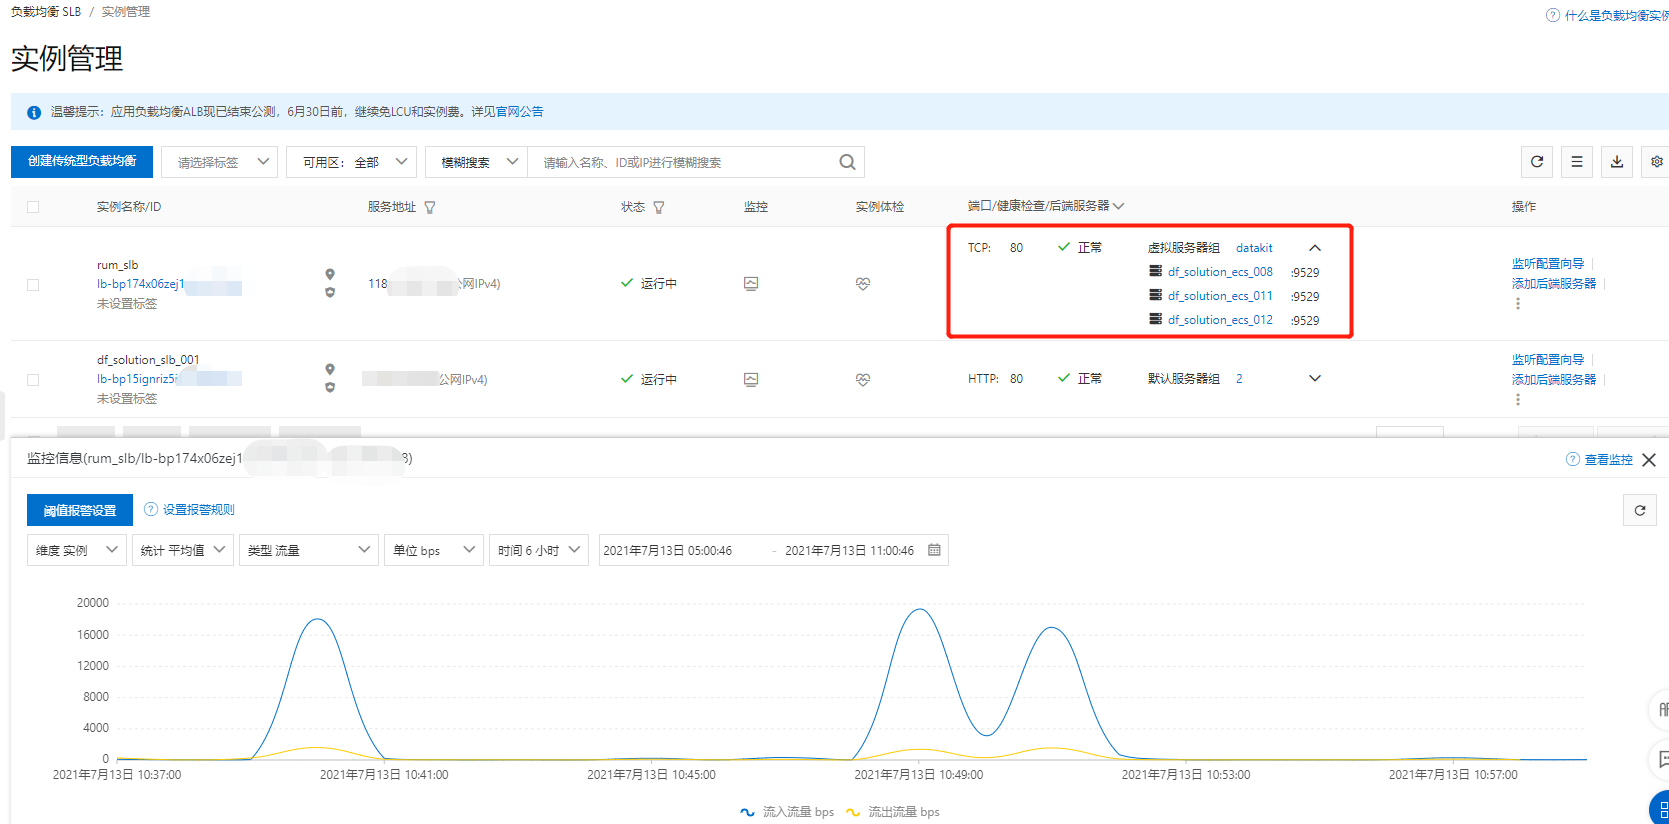 负载均衡 SLB / 实例管理
什么是负载均衡实例
实例管理
温馨提示：应用负载均衡ALB现已结束公测，6月30日前，继续免LCU和实例费。详见官网公告
创建传统型负载均衡
请选择标签
可用区： 全部
模糊搜索
请输入名称、ID或IP进行模糊搜索
实例名称/ID 服务地址 状态 监控 实例体检 端口/健康检查/后端服务器 操作
rum_slb
lb-bp174x06zej1
未设置标签
118
公网IPv4)
运行中
TCP: 80 正常 虚拟服务器组 datakit
df_solution_ecs_008 :9529
df_solution_ecs_011 :9529
df_solution_ecs_012 :9529
监听配置向导
添加后端服务器
df_solution_slb_001
lb-bp15ignriz5i
未设置标签
公网IPv4)
运行中
HTTP: 80 正常 默认服务器组 2
监听配置向导
添加后端服务器
监控信息(rum_slb/lb-bp174x06zej1 8)
查看监控
阈值报警设置 设置报警规则
维度 实例 统计 平均值 类型 流量 单位 bps 时间 6 小时 2021年7月13日 05:00:46 - 2021年7月13日 11:00:46
20000
16000
12000
8000
4000
0
2021年7月13日 10:37:00 2021年7月13日 10:41:00 2021年7月13日 10:45:00 2021年7月13日 10:49:00 2021年7月13日 10:53:00 2021年7月13日 10:57:00
流入流量 bps 流出流量 bps